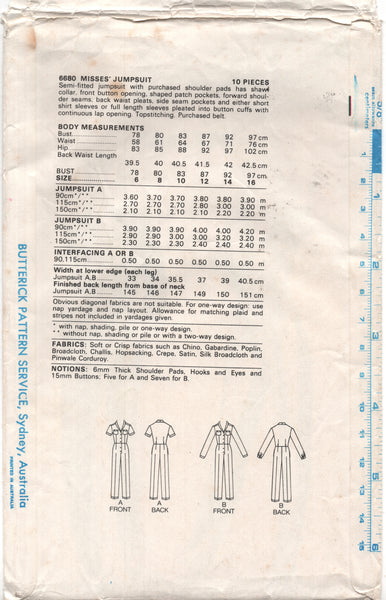 6680 MISSES' JUMPSUIT 10 PIECES
Semi-fitted jumpsuit with purchased shoulder pads has shawl
collar, front button opening, shaped patch pockets, forward shoul-
der seams, back waist pleats, side seam pockets and either short
shirt sleeves or full length sleeves pleated into button cuffs with
continuous lap opening. Topstitching. Purchased belt.
BODY MEASUREMENTS
Bust 78 80 83 87 92 97 cm
Waist 58 61 64 67 71 76 cm
Hip 83 85 88 92 97 102 cm
Back Waist Length
39.5 40 40.5 41.5 42 42.5 cm
BUST 78 80 83 87 92 97 cm
SIZE 6 8 10 12 14 16
JUMPSUIT A
90cm*/** 3.60 3.70 3.70 3.80 3.80 3.90 m
115cm*/** 2.70 2.70 2.70 2.80 3.00 3.00 m
150cm*/** 2.10 2.10 2.10 2.10 2.20 2.20 m
JUMPSUIT B
90cm*/** 3.90 3.90 3.90 4.00 4.00 4.20 m
115cm*/** 2.90 2.90 3.00 3.00 3.20 3.20 m
150cm*/** 2.30 2.30 2.30 2.40 2.40 2.40 m
INTERFACING A OR B
90,115cm 0.50 0.50 0.50 0.50 0.50 0.50 m
Width at lower edge (each leg)
Jumpsuit A.B 33 34 35.5 37 39 40.5 cm
Finished back length from base of neck
Jumpsuit A.B 145 146 147 149 150 151 cm
Obvious diagonal fabrics are not suitable. For one-way design: use
nap yardage and nap layout. Allowance for matching plaid and
stripes not included in yardages given.
* with nap, shading, pile or one-way design.
** without nap, shading, pile or with a two-way design.
FABRICS: Soft or Crisp fabrics such as Chino, Gabardine, Poplin,
Broadcloth, Challis, Hopsacking, Crepe, Satin, Silk Broadcloth and
Pinwale Corduroy.
NOTIONS: 6mm Thick Shoulder Pads, Hooks and Eyes and
15mm Buttons; Five for A and Seven for B.
A
FRONT
A
BACK
B
FRONT
B
BACK
BUTTERICK PATTERN SERVICE, Sydney, Australia
PRINTED IN AUSTRALIA
1
2
3
4
5
6
15